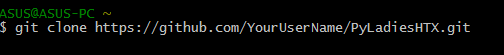 ASUS@ASUS-PC ~
$ git clone https://github.com/YourUserName/PyLadiesHTX.git